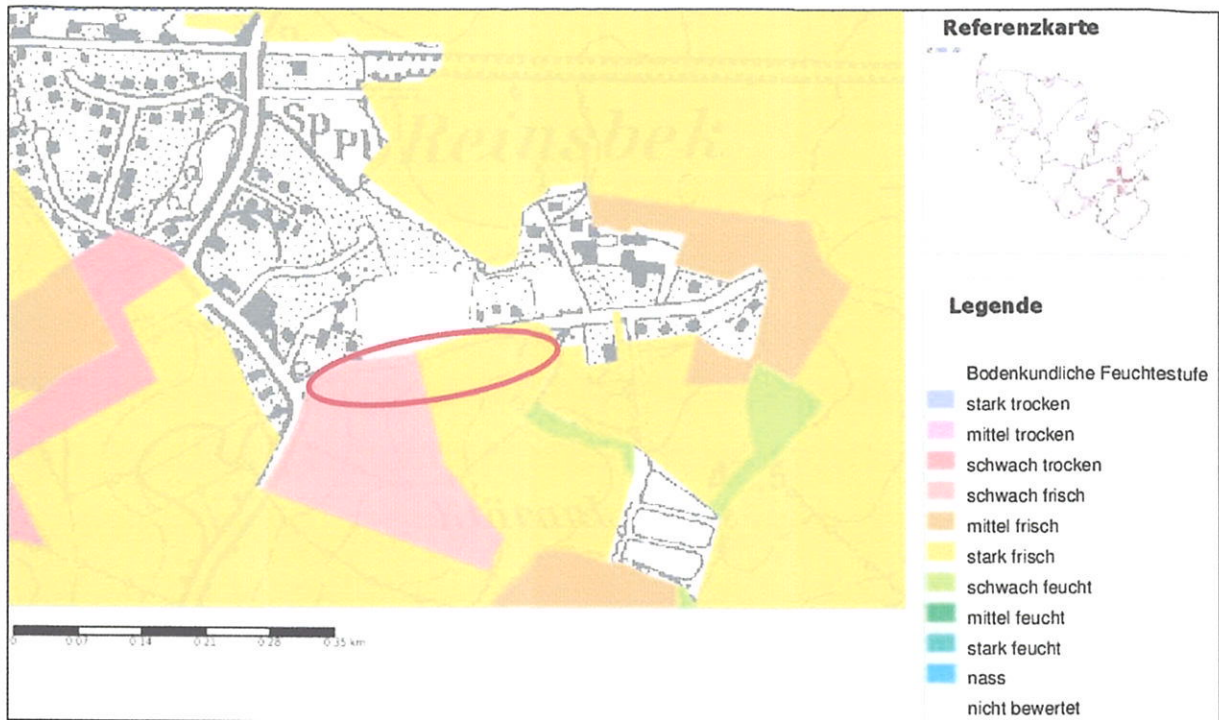 Referenzkarte
Sp
Pl
Reinsbek
Legende
Bodenkundliche Feuchtestufe
stark trocken
mittel trocken
schwach trocken
schwach frisch
mittel frisch
stark frisch
schwach feucht
mittel feucht
stark feucht
nass
nicht bewertet
0 0.07 0.14 0.21 0.28 0.35 km